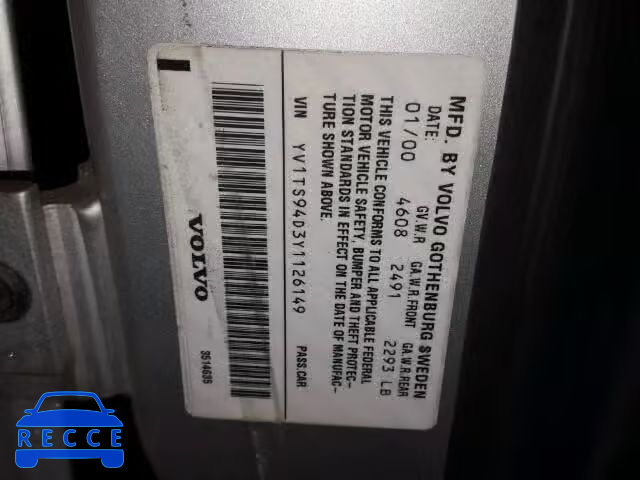 MFD. BY VOLVO GOTHENBURG SWEDEN
DATE: GV.W.R GA.W.R.FRONT GA.W.R.REAR
01/00 4608 2491 2293 LB
THIS VEHICLE CONFORMS TO ALL APPLICABLE FEDERAL
MOTOR VEHICLE SAFETY, BUMPER AND THEFT PROTEC-
TION STANDARDS IN EFFECT ON THE DATE OF MANUFAC-
TURE SHOWN ABOVE.
VIN YV1TS94D3Y1126149 PASS.CAR
VOLVO 3514635
RECCE